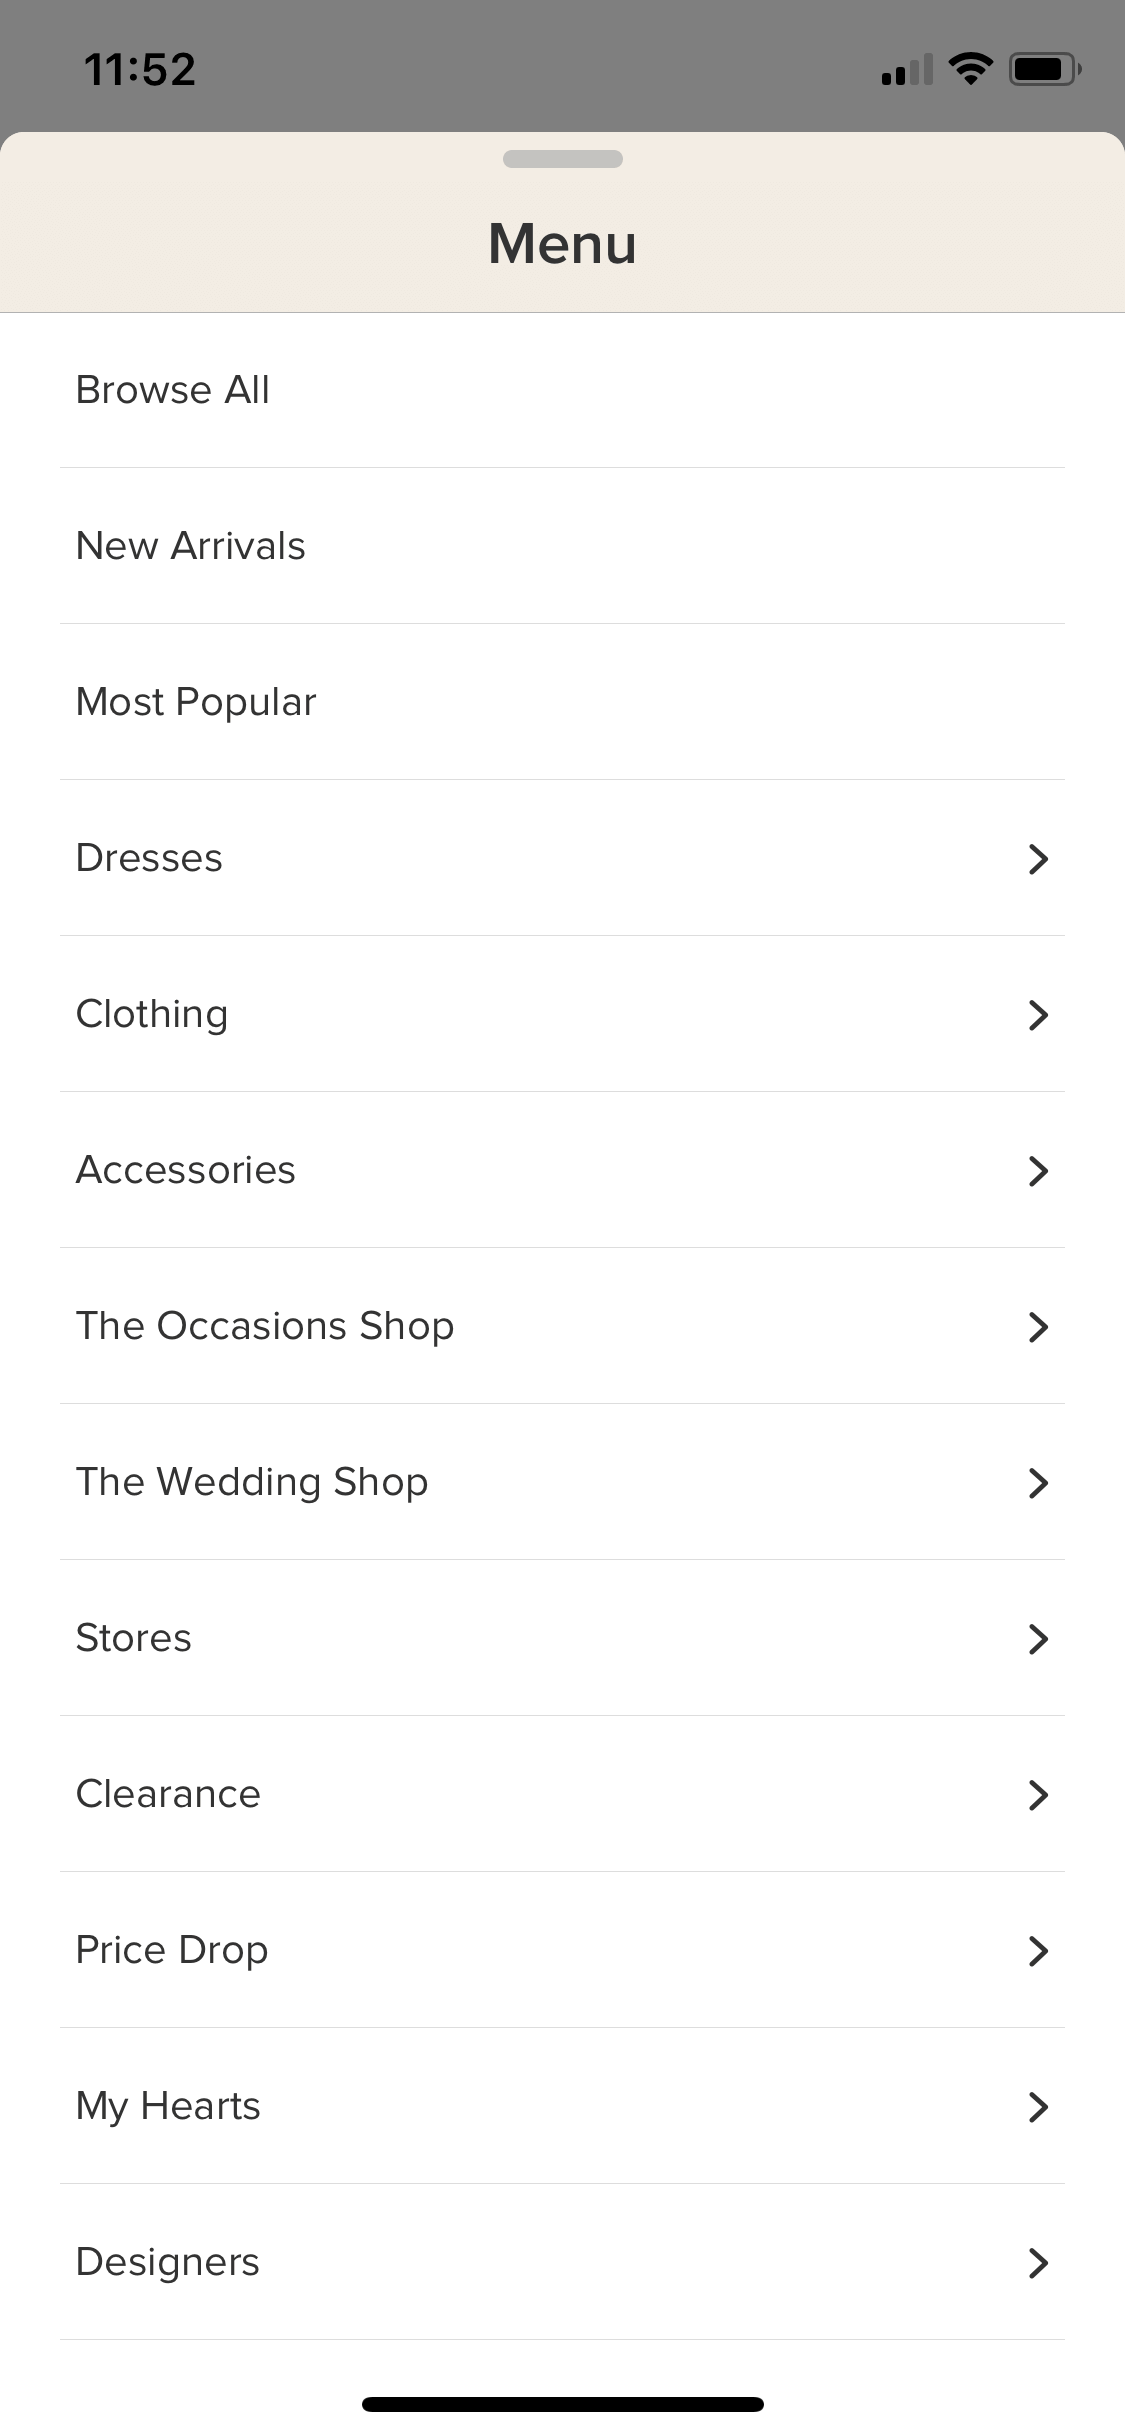 11:52
Menu
Browse All
New Arrivals
Most Popular
Dresses
Clothing
Accessories
The Occasions Shop
The Wedding Shop
Stores
Clearance
Price Drop
My Hearts
Designers